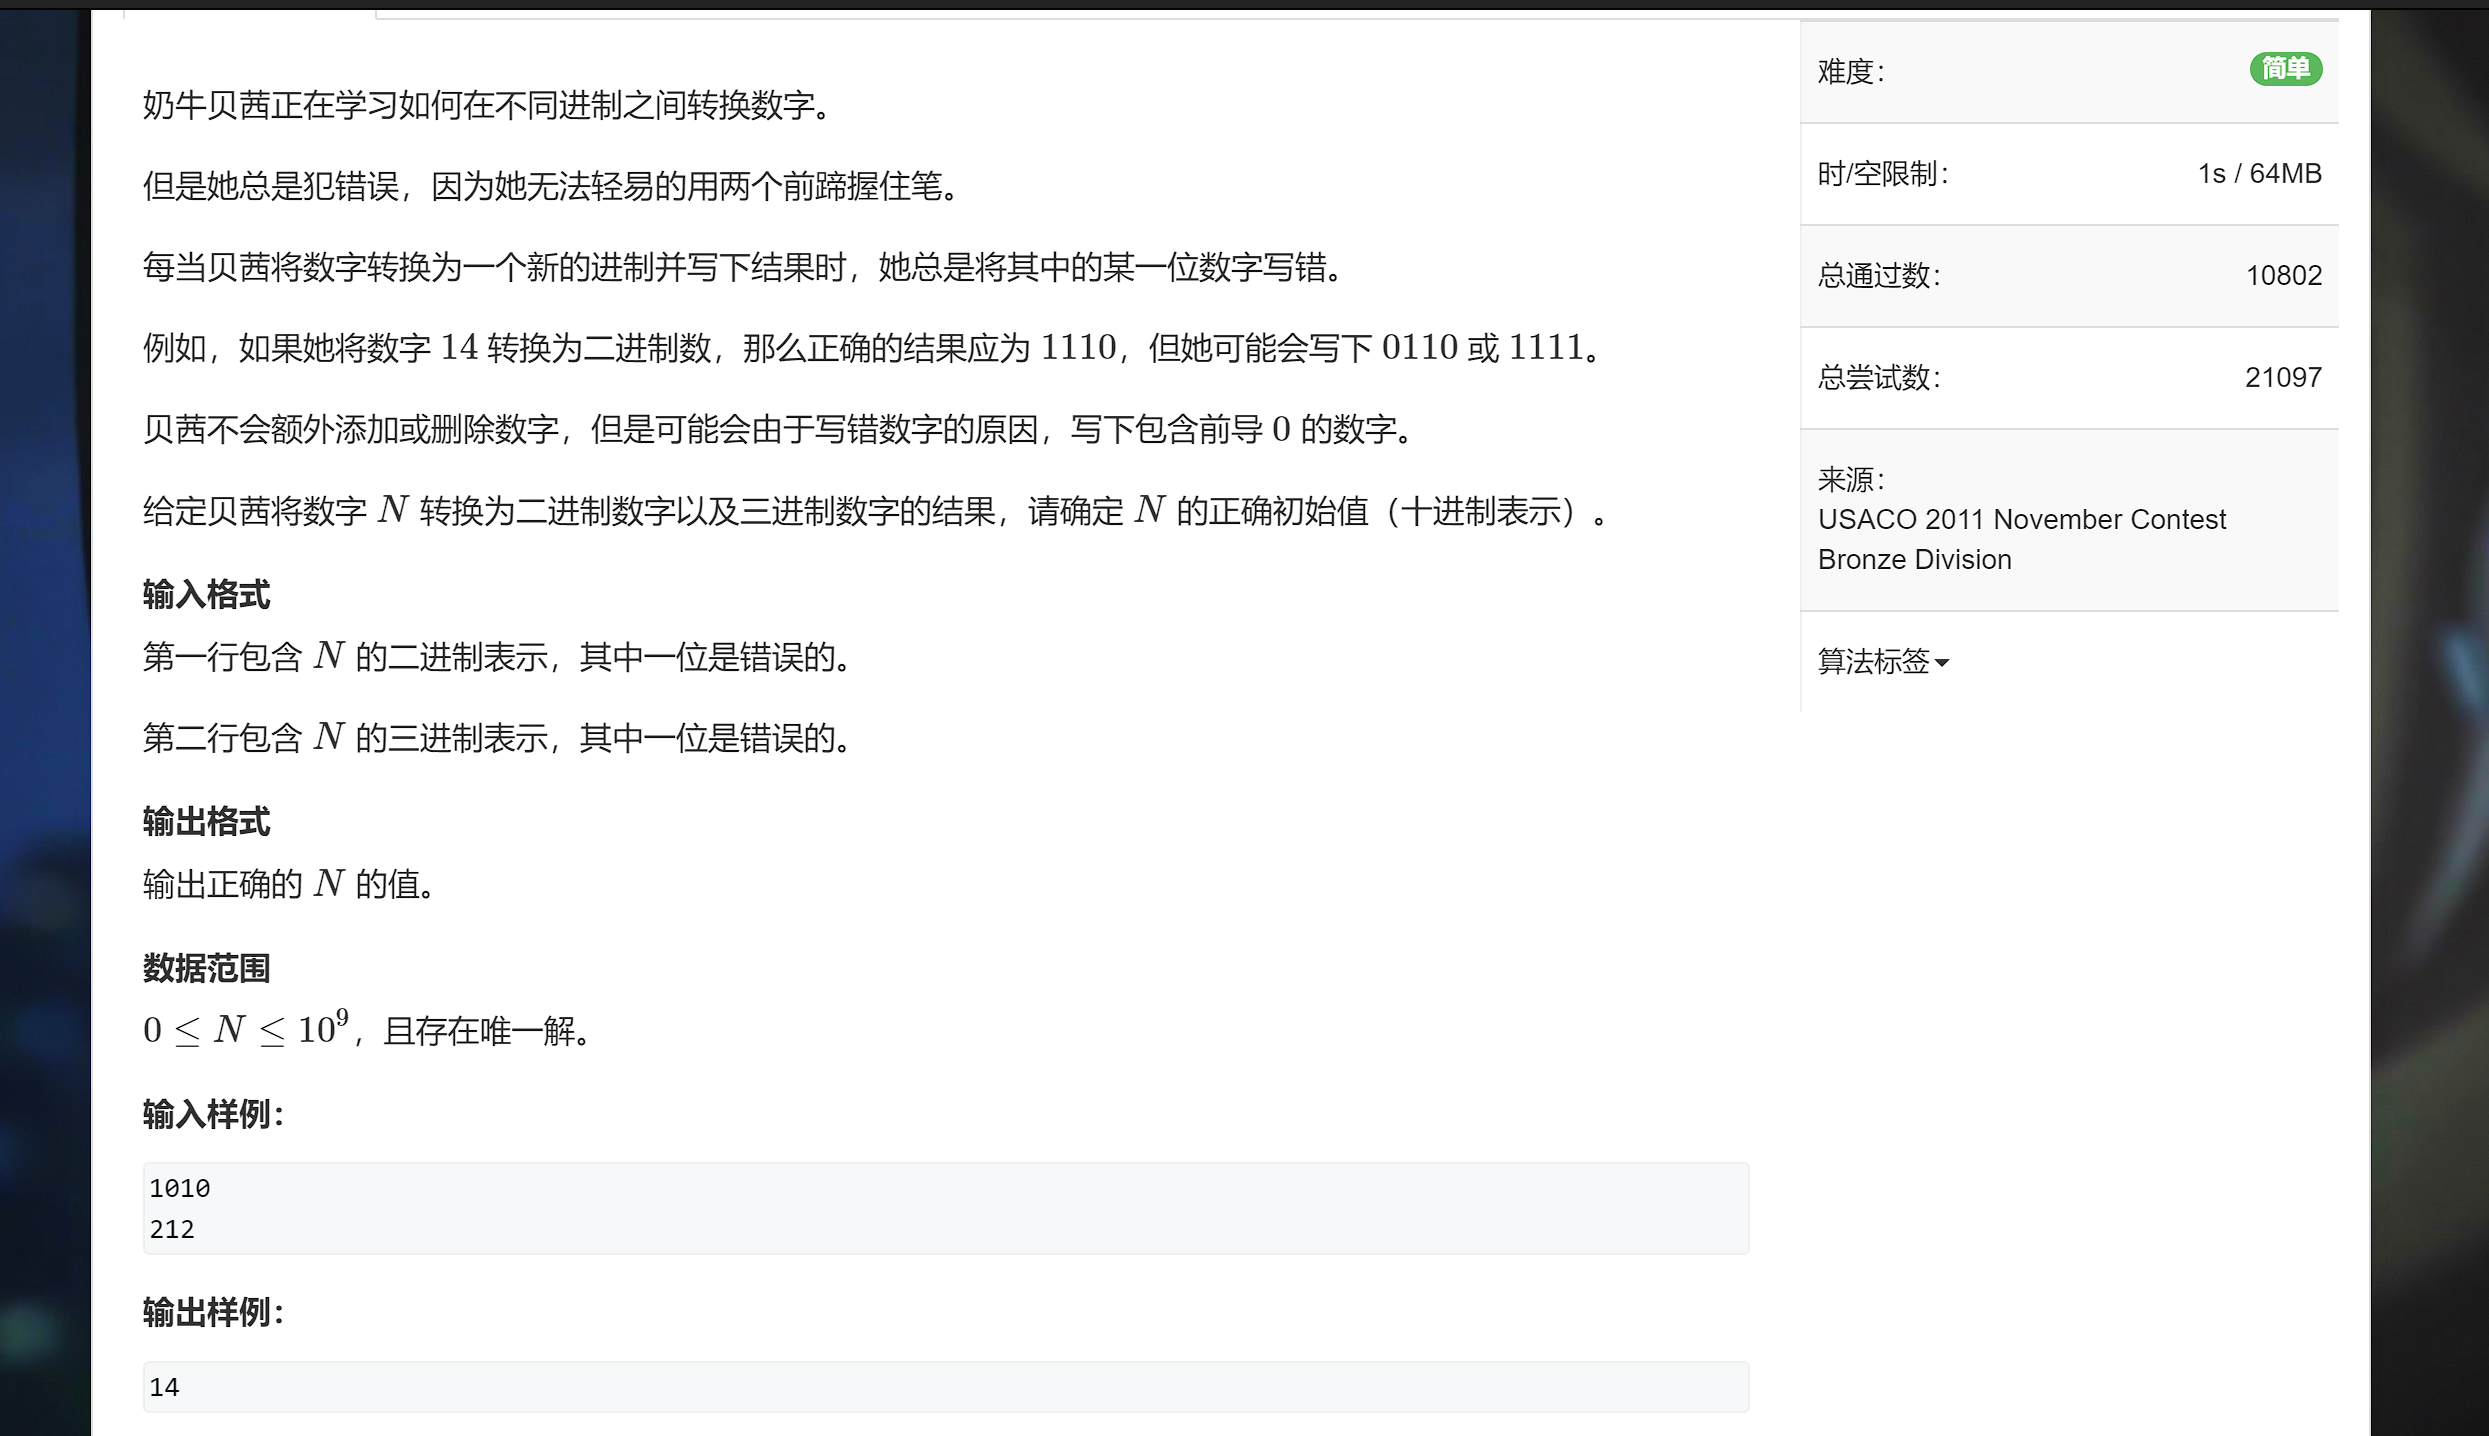 奶牛贝茜正在学习如何在不同进制之间转换数字。
但是她总是犯错误，因为她无法轻易的用两个前蹄握住笔。
每当贝茜将数字转换为一个新的进制并写下结果时，她总是将其中的某一位数字写错。
例如，如果她将数字 14 转换为二进制数，那么正确的结果应为 1110，但她可能会写下 0110 或 1111。
贝茜不会额外添加或删除数字，但是可能会由于写错数字的原因，写下包含前导 0 的数字。
给定贝茜将数字 N 转换为二进制数字以及三进制数字的结果，请确定 N 的正确初始值（十进制表示）。
输入格式
第一行包含 N 的二进制表示，其中一位是错误的。
第二行包含 N 的三进制表示，其中一位是错误的。
输出格式
输出正确的 N 的值。
数据范围
0 ≤ N ≤ 10⁹，且存在唯一解。
输入样例：
1010
212
输出样例：
14
难度： 简单
时/空限制： 1s / 64MB
总通过数： 10802
总尝试数： 21097
来源：
USACO 2011 November Contest
Bronze Division
算法标签